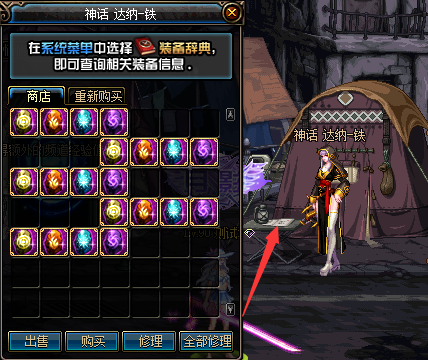 神话 达纳-铁
在系统菜单中选择 装备辞典,
即可查询相关装备信息.
商店
重新购买
神话 达纳-铁
出售
购买
修理
全部修理